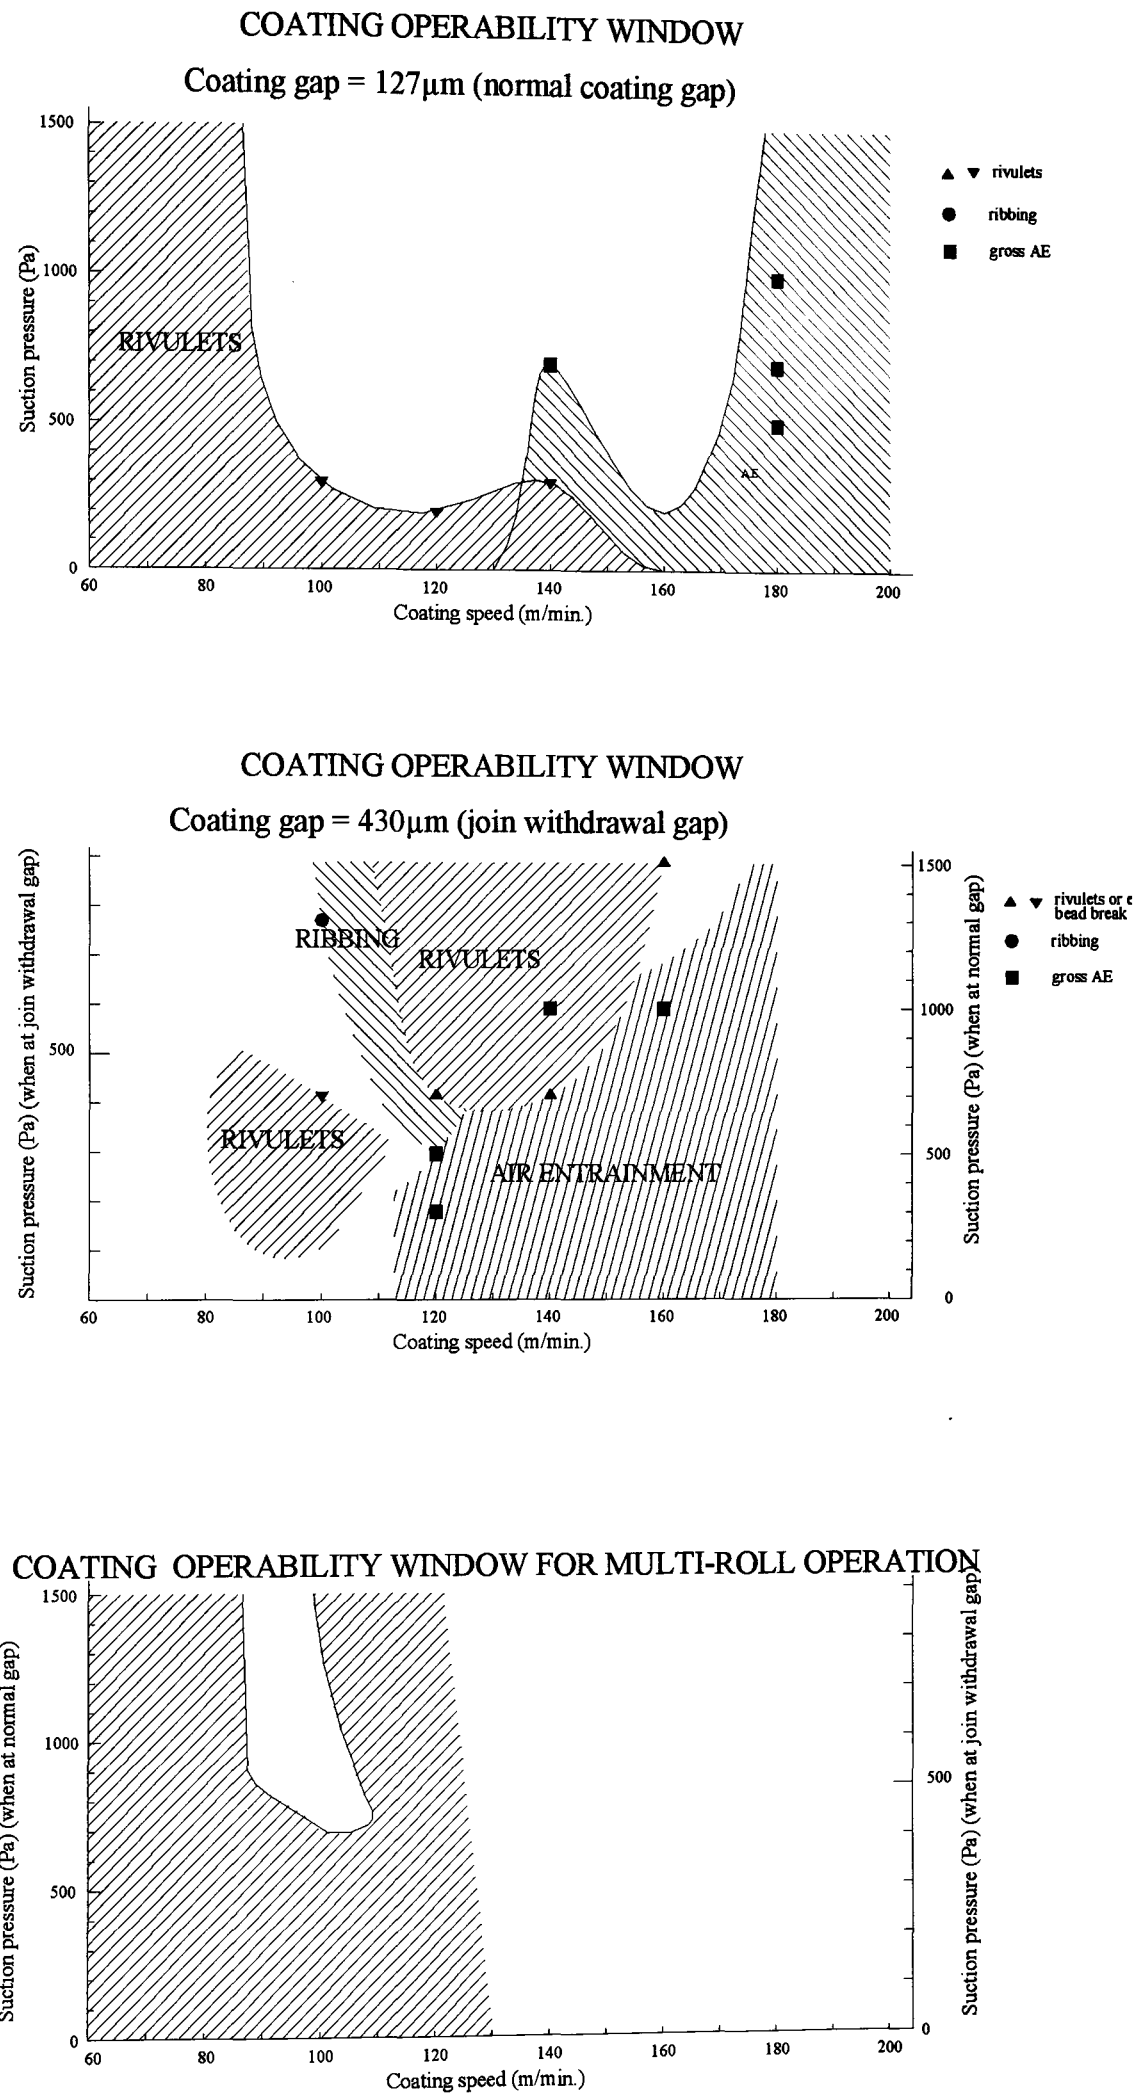 COATING OPERABILITY WINDOW
Coating gap = 127µm (normal coating gap)
1500
1000
500
0
Suction pressure (Pa)
RIVULETS
AE
rivulets
ribbing
gross AE
60 80 100 120 140 160 180 200
Coating speed (m/min.)
COATING OPERABILITY WINDOW
Coating gap = 430µm (join withdrawal gap)
Suction pressure (Pa) (when at join withdrawal gap)
500
RIBBING
RIVULETS
RIVULETS
AIR ENTRAINMENT
1500
1000
500
0
Suction pressure (Pa) (when at normal gap)
rivulets or e
bead break
ribbing
gross AE
60 80 100 120 140 160 180 200
Coating speed (m/min.)
COATING OPERABILITY WINDOW FOR MULTI-ROLL OPERATION
1500
1000
500
0
Suction pressure (Pa) (when at normal gap)
500
0
Suction pressure (Pa) (when at join withdrawal gap)
60 80 100 120 140 160 180 200
Coating speed (m/min.)